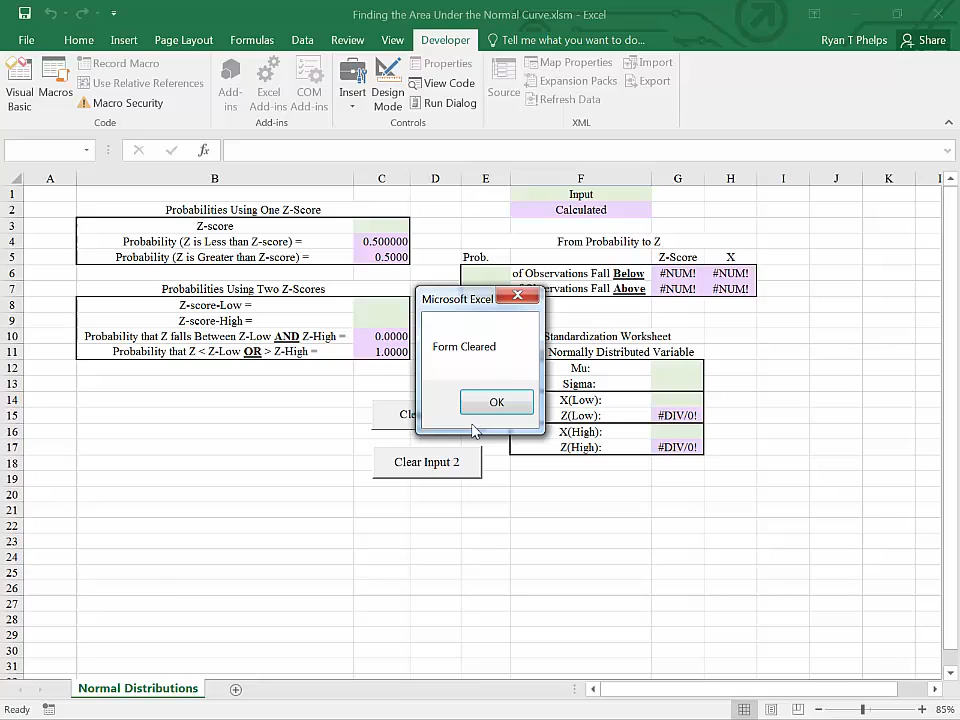 Finding the Area Under the Normal Curve.xlsm - Excel
File Home Insert Page Layout Formulas Data Review View Developer Tell me what you want to do... Ryan T Phelps Share
Visual Basic
Macros
Record Macro
Use Relative References
Macro Security
Code
Add-ins
Excel Add-ins
COM Add-ins
Add-ins
Insert
Design Mode
Properties
View Code
Run Dialog
Controls
Source
Map Properties
Expansion Packs
Refresh Data
Import
Export
XML
fx
A B C D E F G H I J K
1 Input
2 Probabilities Using One Z-Score Calculated
3 Z-score
4 Probability (Z is Less than Z-score) = 0.500000 From Probability to Z
5 Probability (Z is Greater than Z-score) = 0.5000 Prob. Z-Score X
6 of Observations Fall Below #NUM! #NUM!
7 Probabilities Using Two Z-Scores Above #NUM! #NUM!
8 Z-score-Low =
9 Z-score-High =
10 Probability that Z falls Between Z-Low AND Z-High = 0.0000 Standardization Worksheet
11 Probability that Z < Z-Low OR > Z-High = 1.0000 Normally Distributed Variable
12 Mu:
13 Sigma:
14 X(Low):
15 Z(Low): #DIV/0!
16 X(High):
17 Z(High): #DIV/0!
18
19
20
21
22
23
24
25
26
27
28
29
30
31
Microsoft Excel
Form Cleared
OK
Clear Input 2
Normal Distributions
Ready
85%